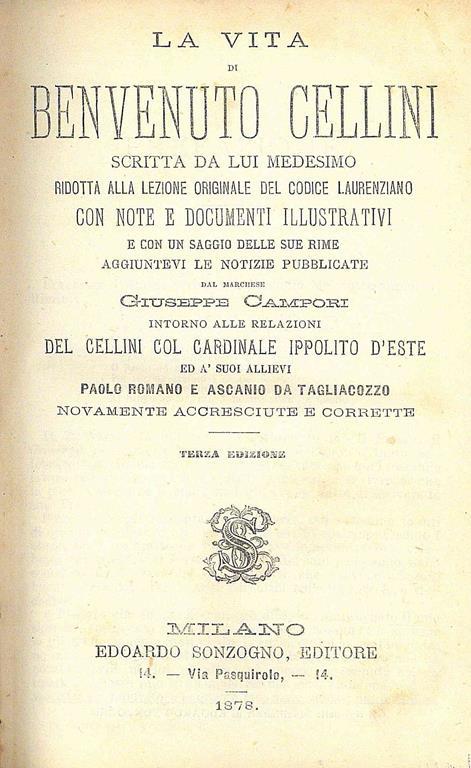 LA VITA
DI
BENVENUTO CELLINI
SCRITTA DA LUI MEDESIMO
RIDOTTA ALLA LEZIONE ORIGINALE DEL CODICE LAURENZIANO
CON NOTE E DOCUMENTI ILLUSTRATIVI
E CON UN SAGGIO DELLE SUE RIME
AGGIUNTEVI LE NOTIZIE PUBBLICATE
DAL MARCHESE
GIUSEPPE CAMPORI
INTORNO ALLE RELAZIONI
DEL CELLINI COL CARDINALE IPPOLITO D'ESTE
ED A' SUOI ALLIEVI
PAOLO ROMANO E ASCANIO DA TAGLIACOZZO
NOVAMENTE ACCRESCIUTE E CORRETTE
TERZA EDIZIONE
MILANO
EDOARDO SONZOGNO, EDITORE
14. — Via Pasquirolo, — 14.
1878.